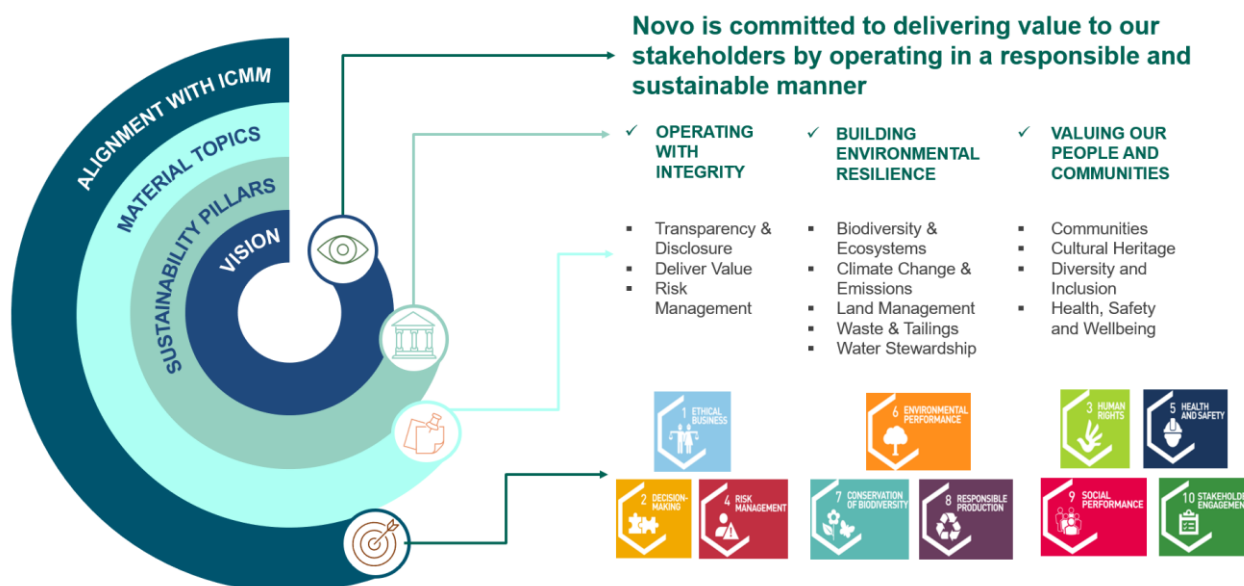 Novo is committed to delivering value to our
stakeholders by operating in a responsible and
sustainable manner
ALIGNMENT WITH ICMM
MATERIAL TOPICS
SUSTAINABILITY PILLARS
VISION
✓ OPERATING
WITH
INTEGRITY
▪ Transparency &
Disclosure
▪ Deliver Value
▪ Risk
Management
✓ BUILDING
ENVIRONMENTAL
RESILIENCE
▪ Biodiversity &
Ecosystems
▪ Climate Change &
Emissions
▪ Land Management
▪ Waste & Tailings
▪ Water Stewardship
✓ VALUING OUR
PEOPLE AND
COMMUNITIES
▪ Communities
▪ Cultural Heritage
▪ Diversity and
Inclusion
▪ Health, Safety
and Wellbeing
1 ETHICAL
BUSINESS
2 DECISION-
MAKING
4 RISK
MANAGEMENT
6 ENVIRONMENTAL
PERFORMANCE
7 CONSERVATION
OF BIODIVERSITY
8 RESPONSIBLE
PRODUCTION
3 HUMAN
RIGHTS
5 HEALTH
AND SAFETY
9 SOCIAL
PERFORMANCE
10 STAKEHOLDE
ENGAGEMENT